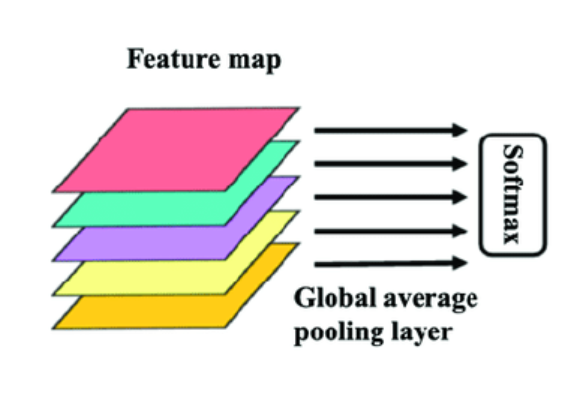 Feature map
Softmax
Global average
pooling layer